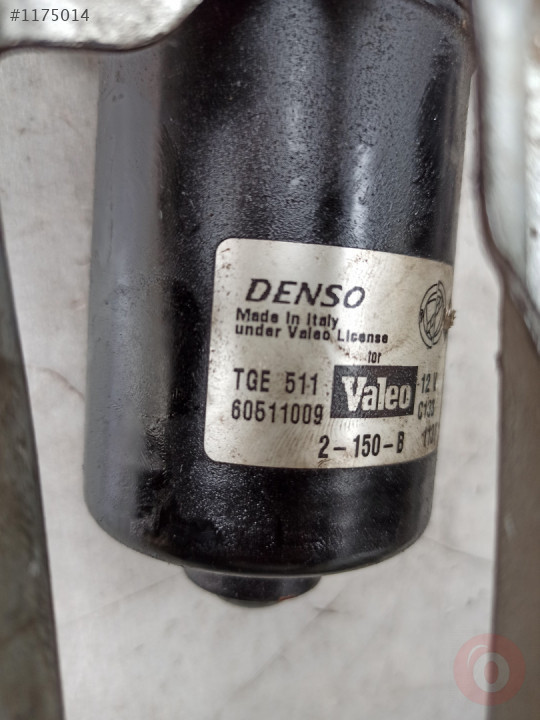 #1175014
DENSO
Made in Italy
under Valeo License
for
TGE 511 Valeo 12 V
60511009
2-150-B